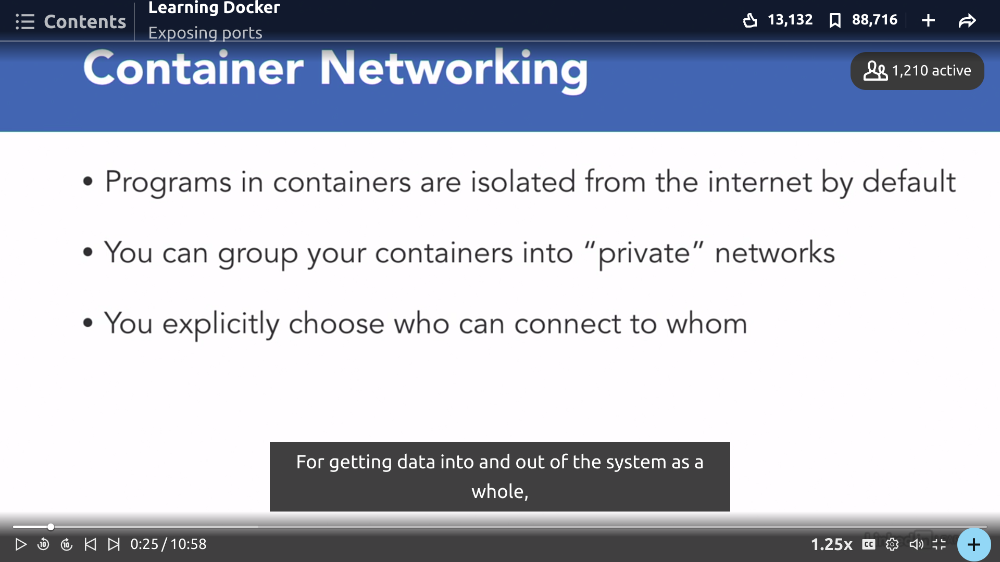 Contents
Learning Docker
Exposing ports
13,132
88,716
Container Networking
1,210 active
• Programs in containers are isolated from the internet by default
• You can group your containers into “private” networks
• You explicitly choose who can connect to whom
For getting data into and out of the system as a
whole,
10
10
0:25 / 10:58
1.25x
CC